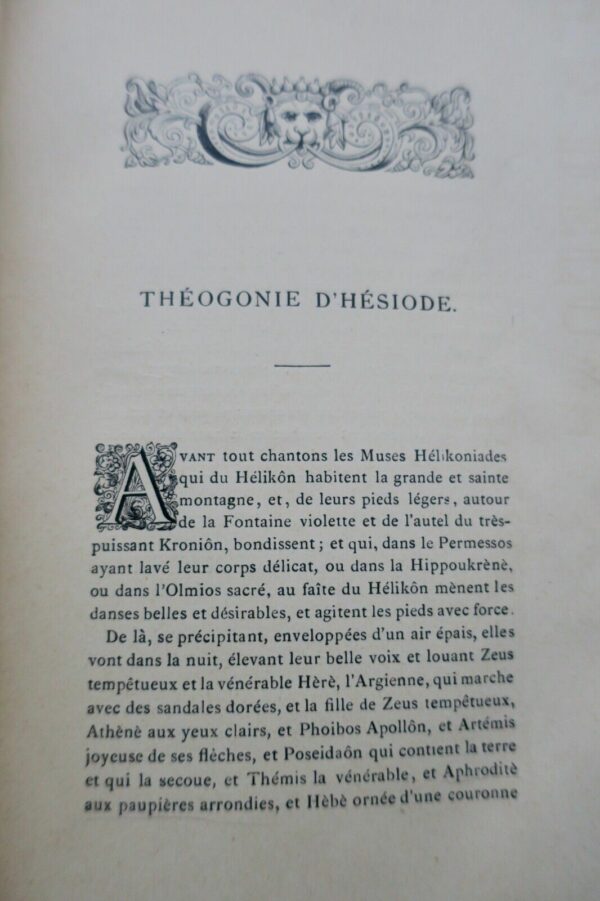 THÉOGONIE D'HÉSIODE.
AVANT tout chantons les Muses Hélikoniades
qui du Hélikôn habitent la grande et sainte
montagne, et, de leurs pieds légers, autour
de la Fontaine violette et de l'autel du très-
puissant Kroniôn, bondissent ; et qui, dans le Permessos
ayant lavé leur corps délicat, ou dans la Hippoukrènè,
ou dans l'Olmios sacré, au faîte du Hélikôn mènent les
danses belles et désirables, et agitent les pieds avec force.
De là, se précipitant, enveloppées d'un air épais, elles
vont dans la nuit, élevant leur belle voix et louant Zeus
tempêtueux et la vénérable Hèrè, l'Argienne, qui marche
avec des sandales dorées, et la fille de Zeus tempêtueux,
Athènè aux yeux clairs, et Phoibos Apollôn, et Artémis
joyeuse de ses flèches, et Poseidaôn qui contient la terre
et qui la secoue, et Thémis la vénérable, et Aphroditè
aux paupières arrondies, et Hèbè ornée d'une couronne